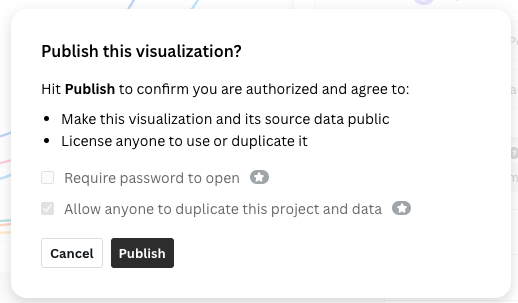 Publish this visualization?
Hit Publish to confirm you are authorized and agree to:
Make this visualization and its source data public
License anyone to use or duplicate it
Require password to open
Allow anyone to duplicate this project and data
Cancel
Publish